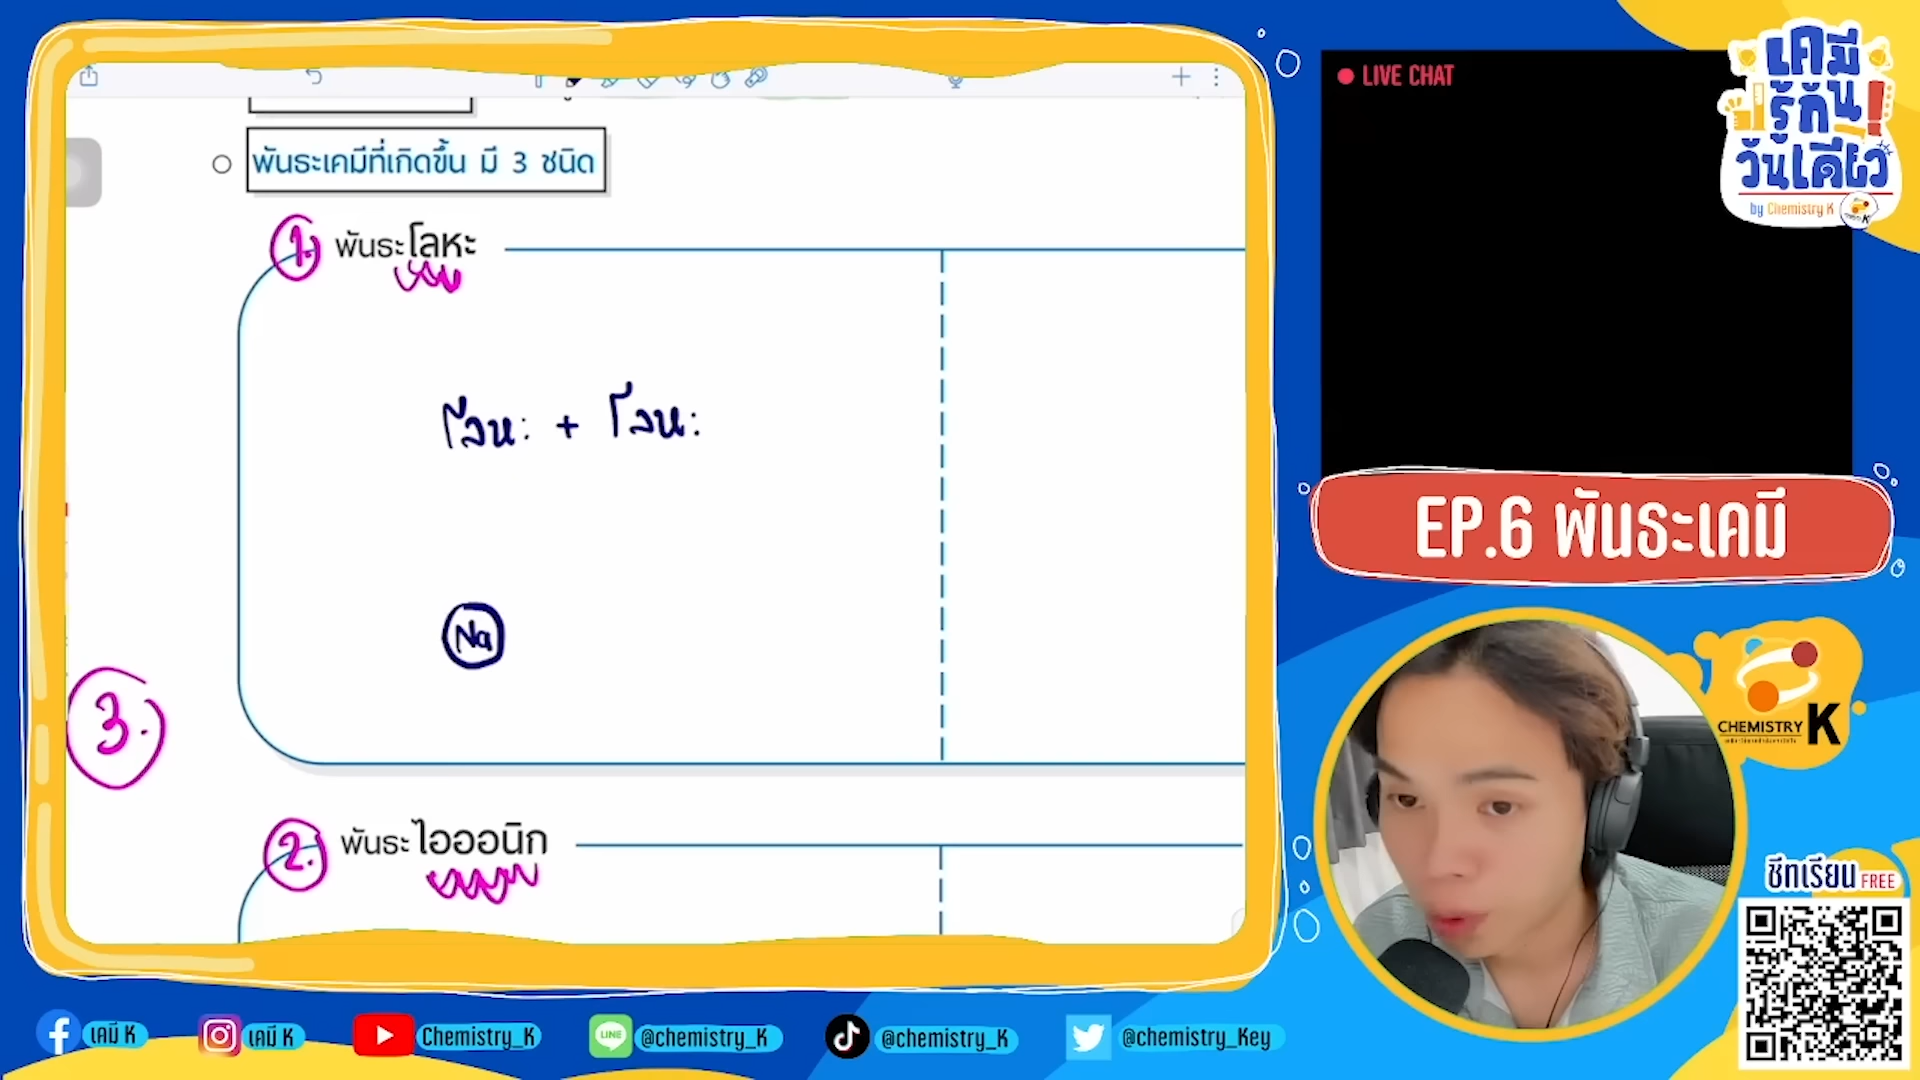 พันธะเคมีที่เกิดขึ้น มี 3 ชนิด
1. พันธะโลหะ
โลหะ + โลหะ
Na
3.
2. พันธะไอออนิก
LIVE CHAT
เคมี
รู้กัน
วันเดียว!
by Chemistry K
EP.6 พันธะเคมี
CHEMISTRY K
ชีทเรียน FREE
เคมี K
เคมี K
Chemistry_K
LINE
@chemistry_K
@chemistry_K
@chemistry_Key